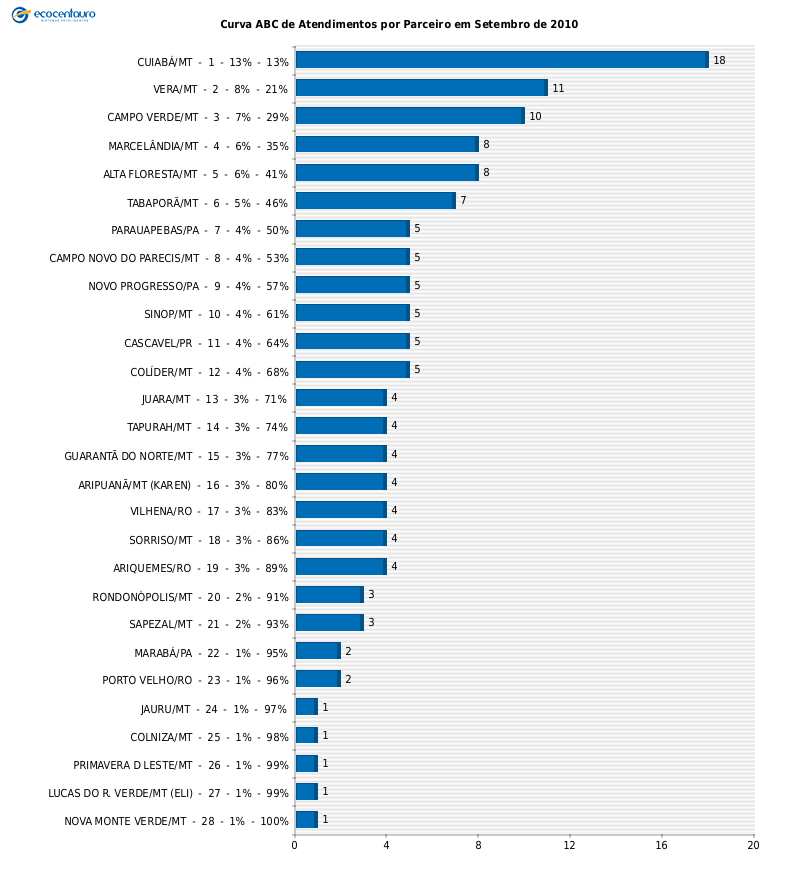 ecocentauro
Curva ABC de Atendimentos por Parceiro em Setembro de 2010
CUIABÁ/MT - 1 - 13% - 13% 18
VERA/MT - 2 - 8% - 21% 11
CAMPO VERDE/MT - 3 - 7% - 29% 10
MARCELÂNDIA/MT - 4 - 6% - 35% 8
ALTA FLORESTA/MT - 5 - 6% - 41% 8
TABAPORÃ/MT - 6 - 5% - 46% 7
PARAUAPEBAS/PA - 7 - 4% - 50% 5
CAMPO NOVO DO PARECIS/MT - 8 - 4% - 53% 5
NOVO PROGRESSO/PA - 9 - 4% - 57% 5
SINOP/MT - 10 - 4% - 61% 5
CASCAVEL/PR - 11 - 4% - 64% 5
COLÍDER/MT - 12 - 4% - 68% 5
JUARA/MT - 13 - 3% - 71% 4
TAPURAH/MT - 14 - 3% - 74% 4
GUARANTÃ DO NORTE/MT - 15 - 3% - 77% 4
ARIPUANÃ/MT (KAREN) - 16 - 3% - 80% 4
VILHENA/RO - 17 - 3% - 83% 4
SORRISO/MT - 18 - 3% - 86% 4
ARIQUEMES/RO - 19 - 3% - 89% 4
RONDONÓPOLIS/MT - 20 - 2% - 91% 3
SAPEZAL/MT - 21 - 2% - 93% 3
MARABÁ/PA - 22 - 1% - 95% 2
PORTO VELHO/RO - 23 - 1% - 96% 2
JAURU/MT - 24 - 1% - 97% 1
COLNIZA/MT - 25 - 1% - 98% 1
PRIMAVERA D LESTE/MT - 26 - 1% - 99% 1
LUCAS DO R. VERDE/MT (ELI) - 27 - 1% - 99% 1
NOVA MONTE VERDE/MT - 28 - 1% - 100% 1
0 4 8 12 16 20